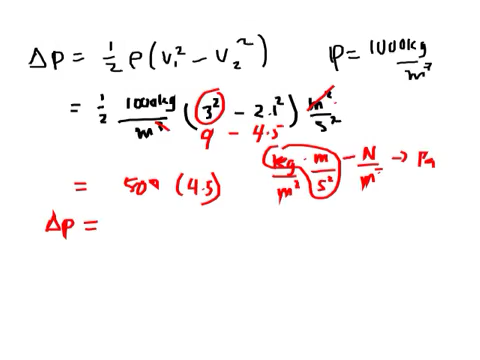 Δp = 1/2 ρ(v₁² − v₂²) ρ = 1000kg/m³
= 1/2 1000kg/m³ (3² − 2.1²) m²/s²
9 − 4.5
= 500 (4.5) kg/m² · m/s² − N/m² → Pa
Δp =